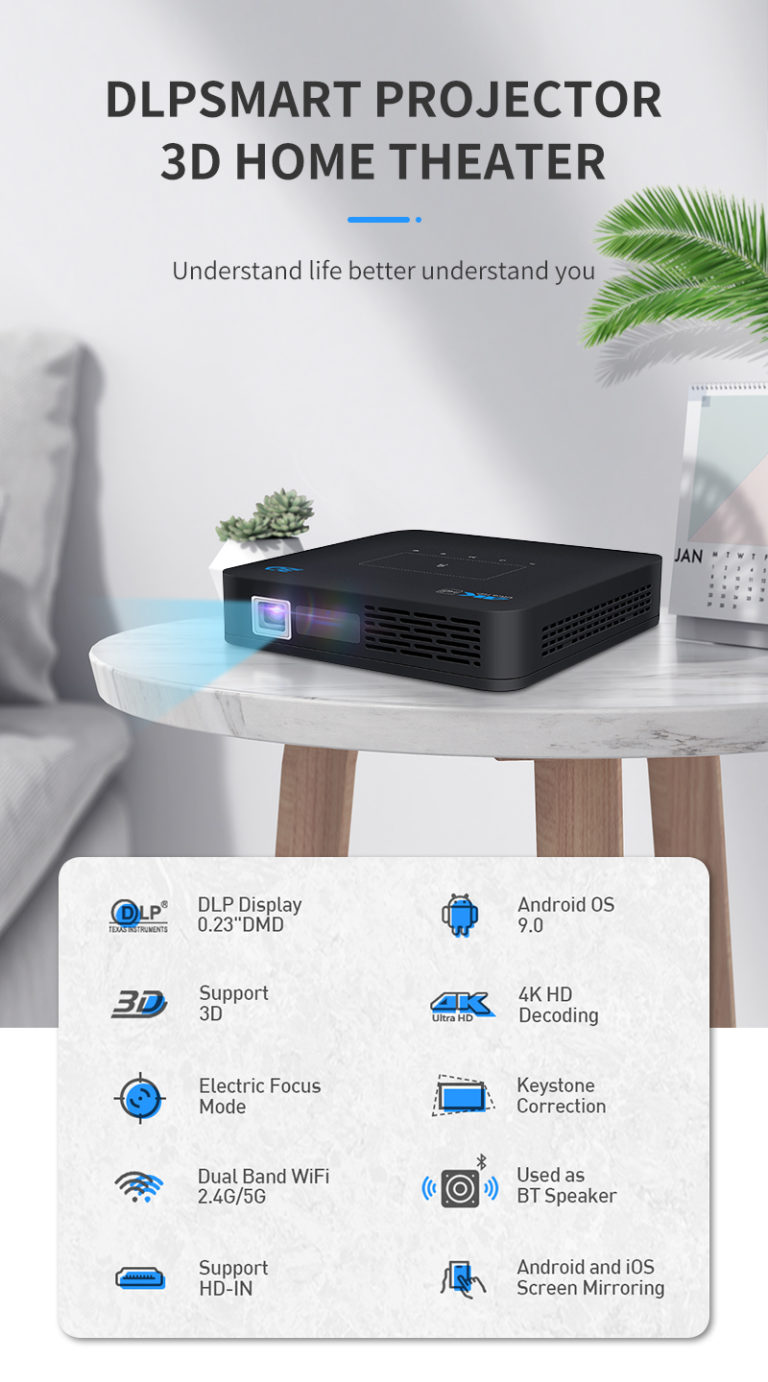 DLPSMART PROJECTOR
3D HOME THEATER
Understand life better understand you
JAN
M T W T F
DLP®
TEXAS INSTRUMENTS
DLP Display
0.23"DMD
Android OS
9.0
3D
Support
3D
4K
Ultra HD
4K HD
Decoding
Electric Focus
Mode
Keystone
Correction
Dual Band WiFi
2.4G/5G
Used as
BT Speaker
Support
HD-IN
Android and iOS
Screen Mirroring